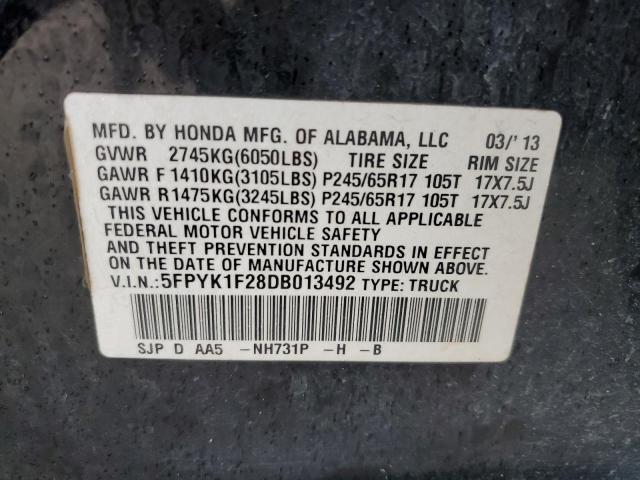 MFD. BY HONDA MFG. OF ALABAMA, LLC 03/'13
GVWR 2745KG(6050LBS) TIRE SIZE RIM SIZE
GAWR F 1410KG(3105LBS) P245/65R17 105T 17X7.5J
GAWR R 1475KG(3245LBS) P245/65R17 105T 17X7.5J
THIS VEHICLE CONFORMS TO ALL APPLICABLE
FEDERAL MOTOR VEHICLE SAFETY
AND THEFT PREVENTION STANDARDS IN EFFECT
ON THE DATE OF MANUFACTURE SHOWN ABOVE.
V.I.N.:5FPYK1F28DB013492 TYPE: TRUCK
SJP D AA5 -NH731P -H -B